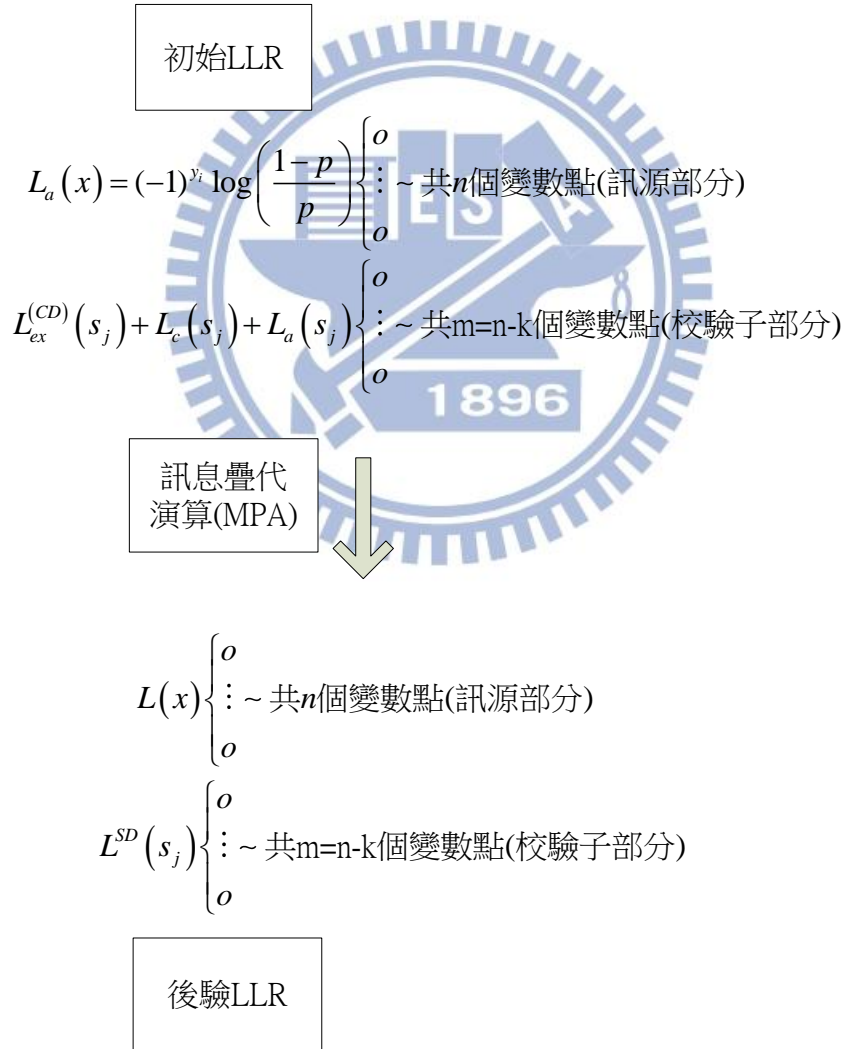 初始LLR
L_a(x) = (-1)^{y_i} log((1-p)/p) { o ⋮ o ~ 共n個變數點(訊源部分)
L_{ex}^{(CD)}(s_j) + L_c(s_j) + L_a(s_j) { o ⋮ o ~ 共m=n-k個變數點(校驗子部分)
ES A
1896
訊息疊代
演算(MPA)
L(x) { o ⋮ o ~ 共n個變數點(訊源部分)
L^{SD}(s_j) { o ⋮ o ~ 共m=n-k個變數點(校驗子部分)
後驗LLR